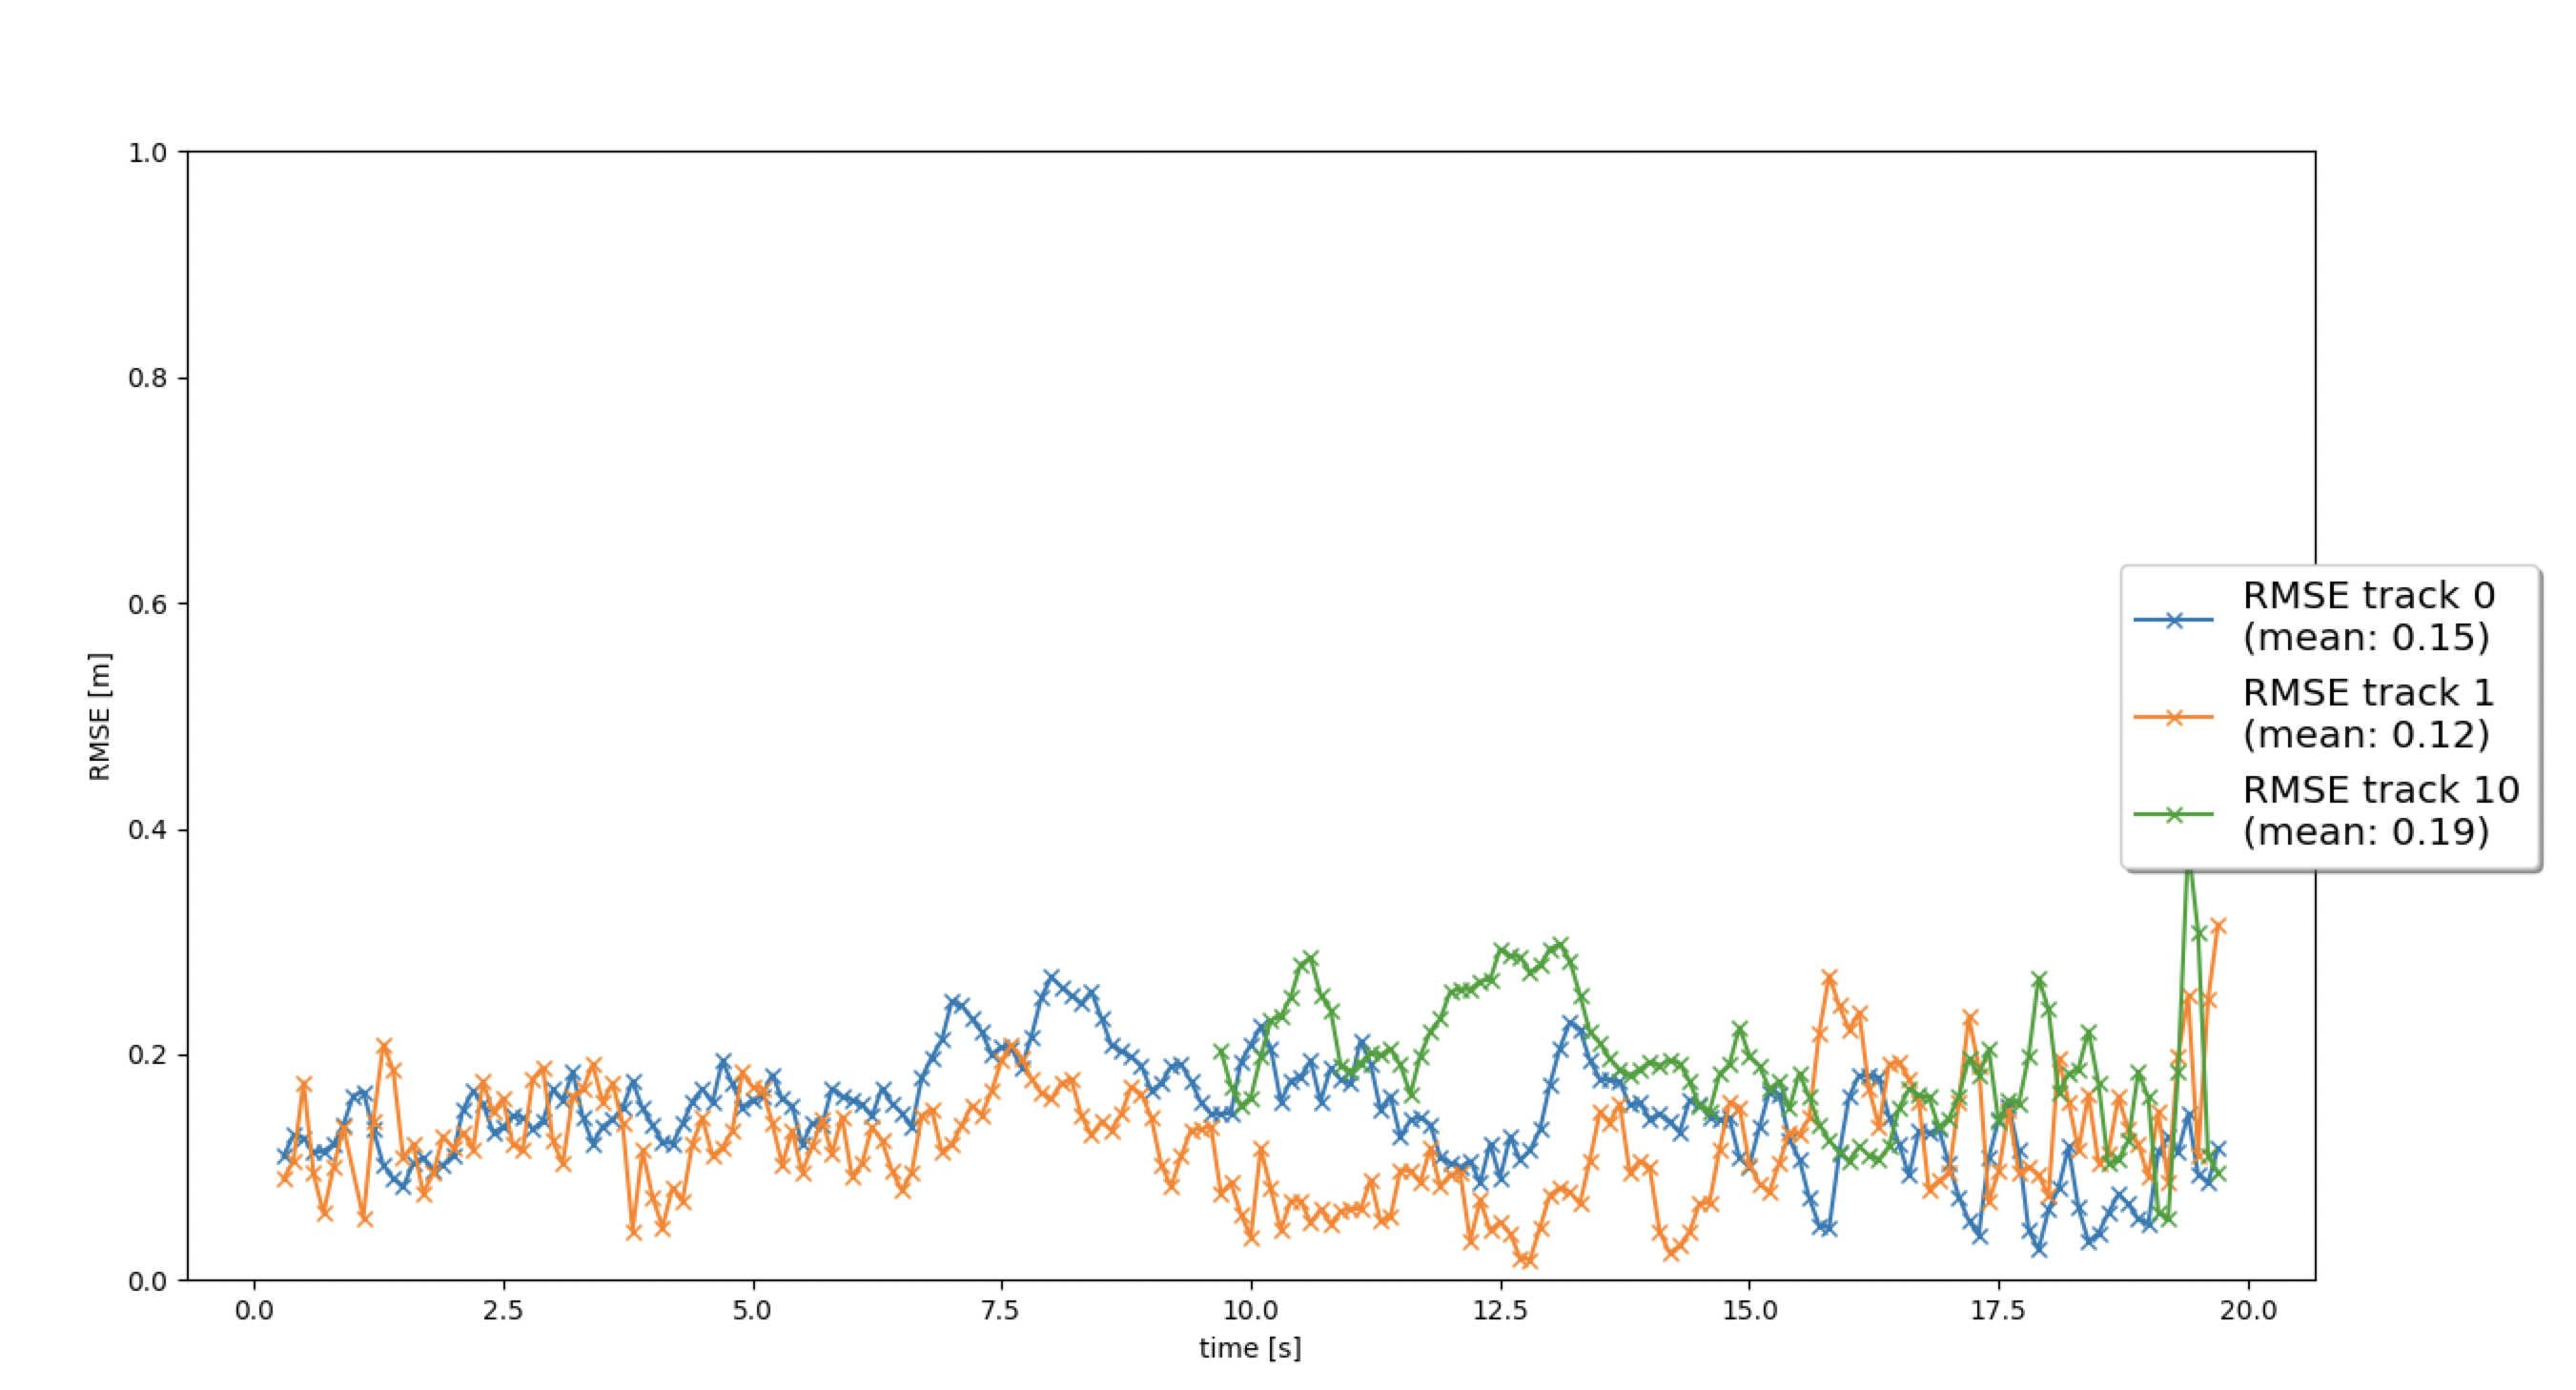 1.0
0.8
0.6
0.4
0.2
0.0
RMSE [m]
0.0 2.5 5.0 7.5 10.0 12.5 15.0 17.5 20.0
time [s]
RMSE track 0
(mean: 0.15)
RMSE track 1
(mean: 0.12)
RMSE track 10
(mean: 0.19)